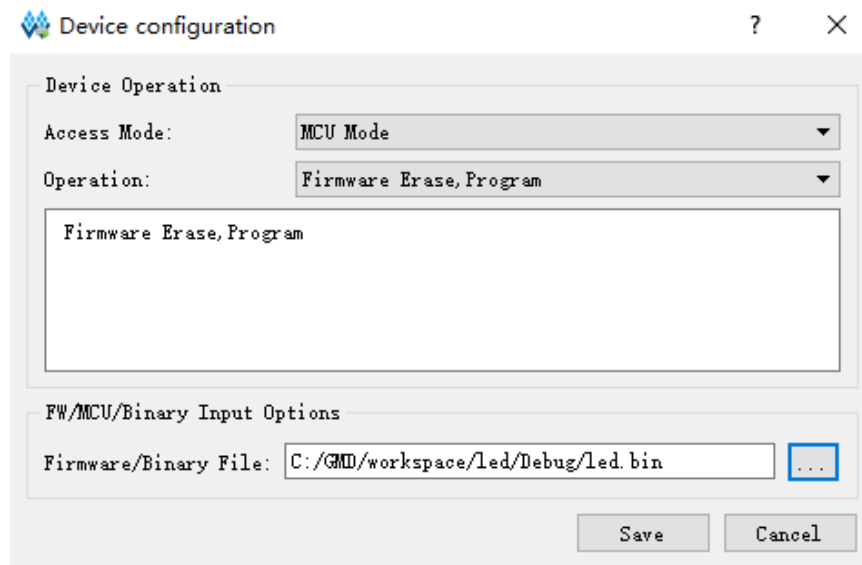 Device configuration ?
Device Operation
Access Mode: MCU Mode
Operation: Firmware Erase,Program
Firmware Erase,Program
FW/MCU/Binary Input Options
Firmware/Binary File: C:/GMD/workspace/led/Debug/led.bin ...
Save Cancel